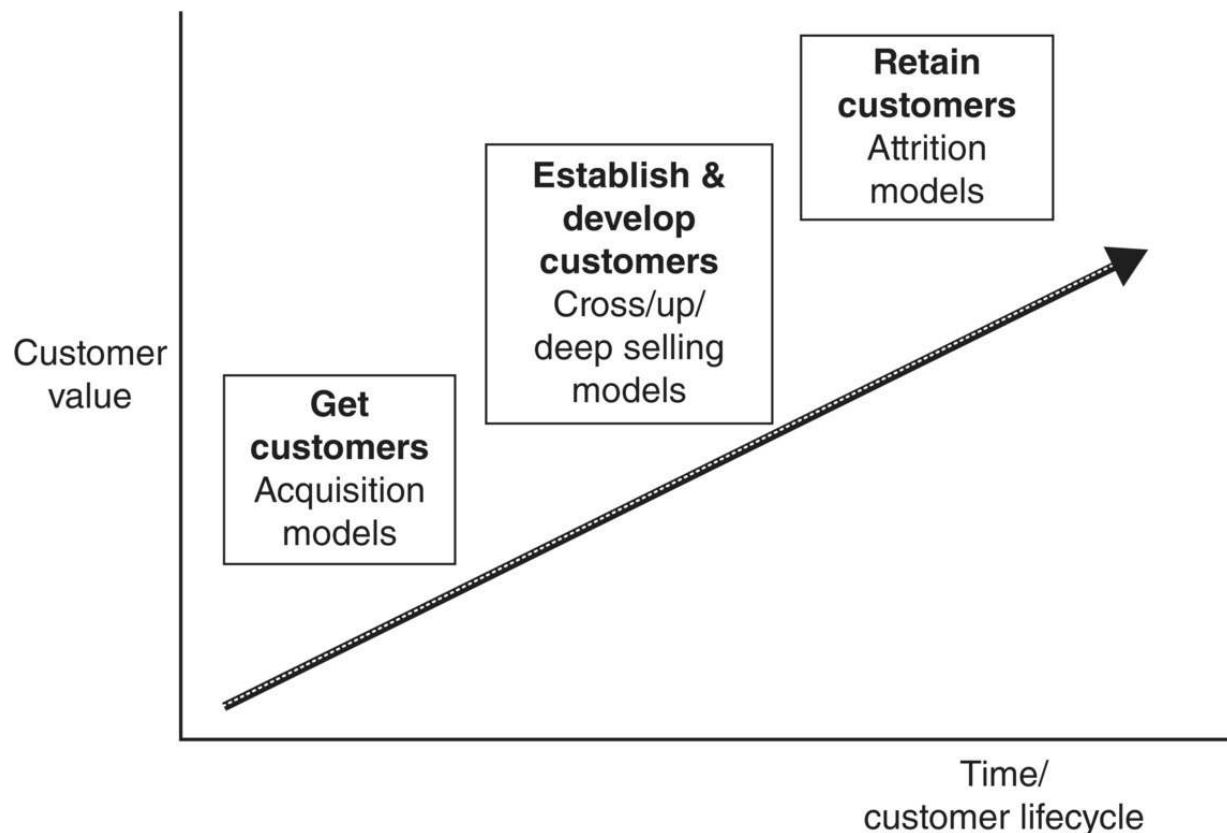 Retain
customers
Attrition
models
Establish &
develop
customers
Cross/up/
deep selling
models
Customer
value
Get
customers
Acquisition
models
Time/
customer lifecycle